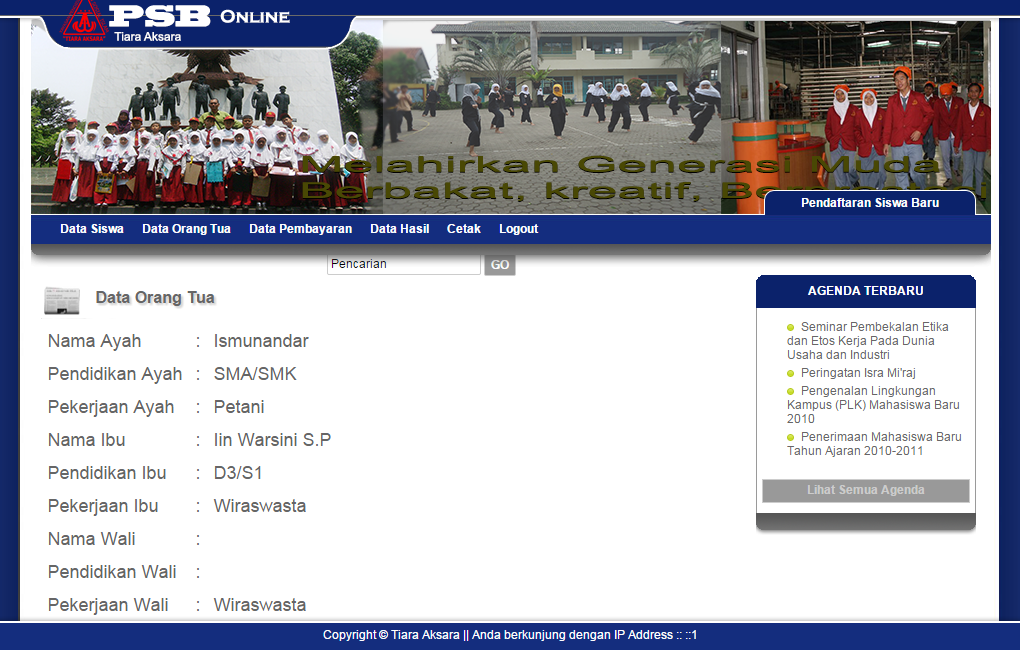 PSB ONLINE
Tiara Aksara
TIARA AKSARA
Melahirkan Generasi Muda
Berbakat, kreatif,
Pendaftaran Siswa Baru
Data Siswa Data Orang Tua Data Pembayaran Data Hasil Cetak Logout
Pencarian GO
Data Orang Tua
Nama Ayah : Ismunandar
Pendidikan Ayah : SMA/SMK
Pekerjaan Ayah : Petani
Nama Ibu : Iin Warsini S.P
Pendidikan Ibu : D3/S1
Pekerjaan Ibu : Wiraswasta
Nama Wali :
Pendidikan Wali :
Pekerjaan Wali : Wiraswasta
AGENDA TERBARU
Seminar Pembekalan Etika
dan Etos Kerja Pada Dunia
Usaha dan Industri
Peringatan Isra Mi'raj
Pengenalan Lingkungan
Kampus (PLK) Mahasiswa Baru
2010
Penerimaan Mahasiswa Baru
Tahun Ajaran 2010-2011
Lihat Semua Agenda
Copyright © Tiara Aksara || Anda berkunjung dengan IP Address :: ::1